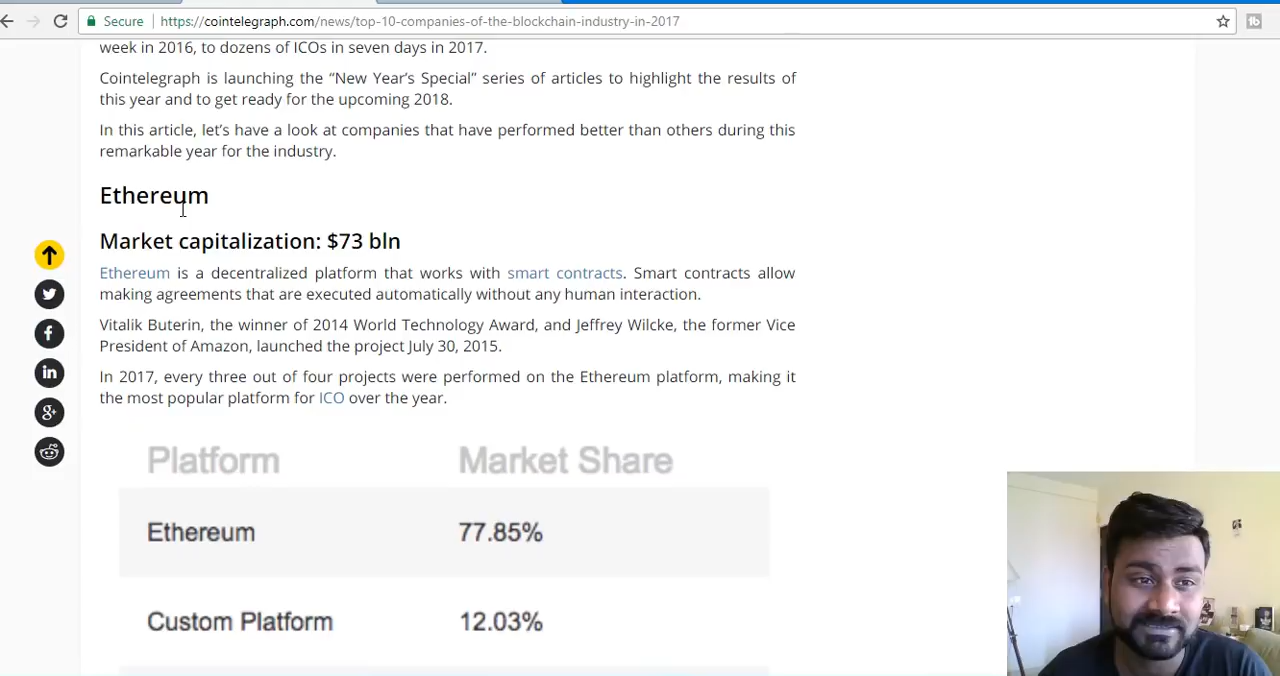 Secure
https://cointelegraph.com/news/top-10-companies-of-the-blockchain-industry-in-2017
week in 2016, to dozens of ICOs in seven days in 2017.
Cointelegraph is launching the “New Year’s Special” series of articles to highlight the results of
this year and to get ready for the upcoming 2018.
In this article, let’s have a look at companies that have performed better than others during this
remarkable year for the industry.
Ethereum
Market capitalization: $73 bln
Ethereum is a decentralized platform that works with smart contracts. Smart contracts allow
making agreements that are executed automatically without any human interaction.
Vitalik Buterin, the winner of 2014 World Technology Award, and Jeffrey Wilcke, the former Vice
President of Amazon, launched the project July 30, 2015.
In 2017, every three out of four projects were performed on the Ethereum platform, making it
the most popular platform for ICO over the year.
Platform Market Share
Ethereum 77.85%
Custom Platform 12.03%